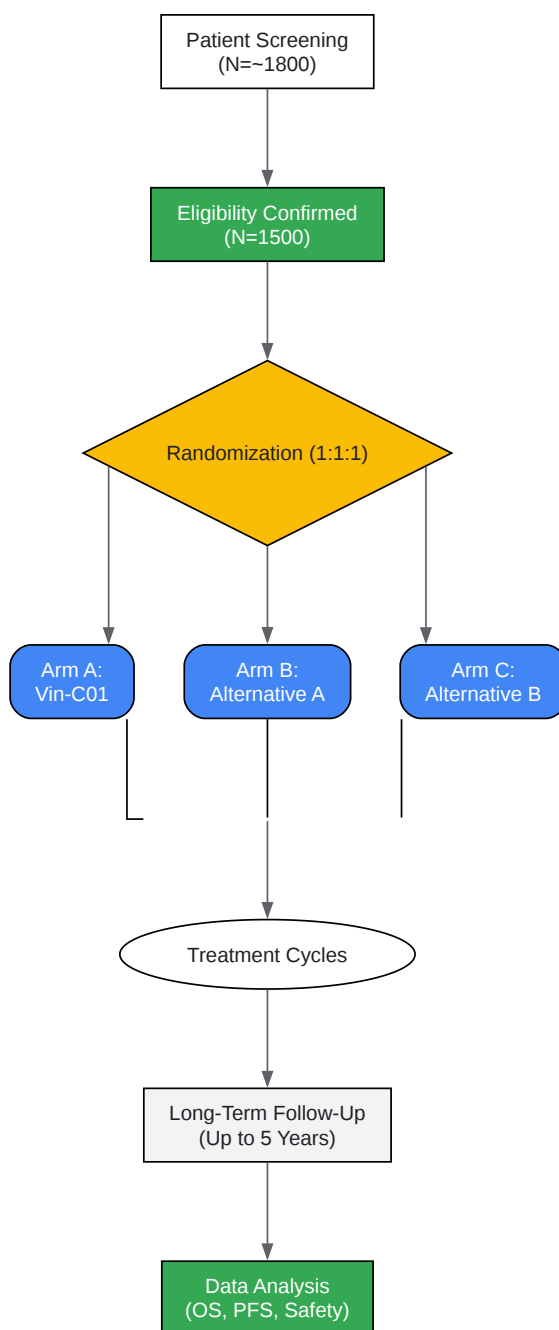 Patient Screening
(N=~1800)
Eligibility Confirmed
(N=1500)
Randomization (1:1:1)
Arm A:
Vin-C01
Arm B:
Alternative A
Arm C:
Alternative B
Treatment Cycles
Long-Term Follow-Up
(Up to 5 Years)
Data Analysis
(OS, PFS, Safety)